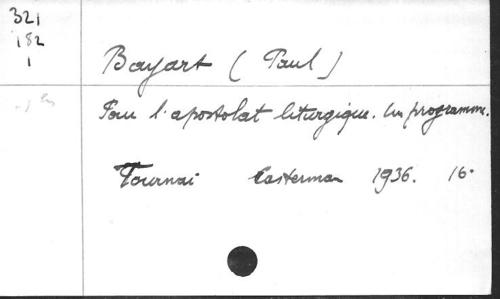 321
182
1
Bayart (Paul)
Pour l'apostolat liturgique. Un programme.
Tournai Casterman 1936. 16°